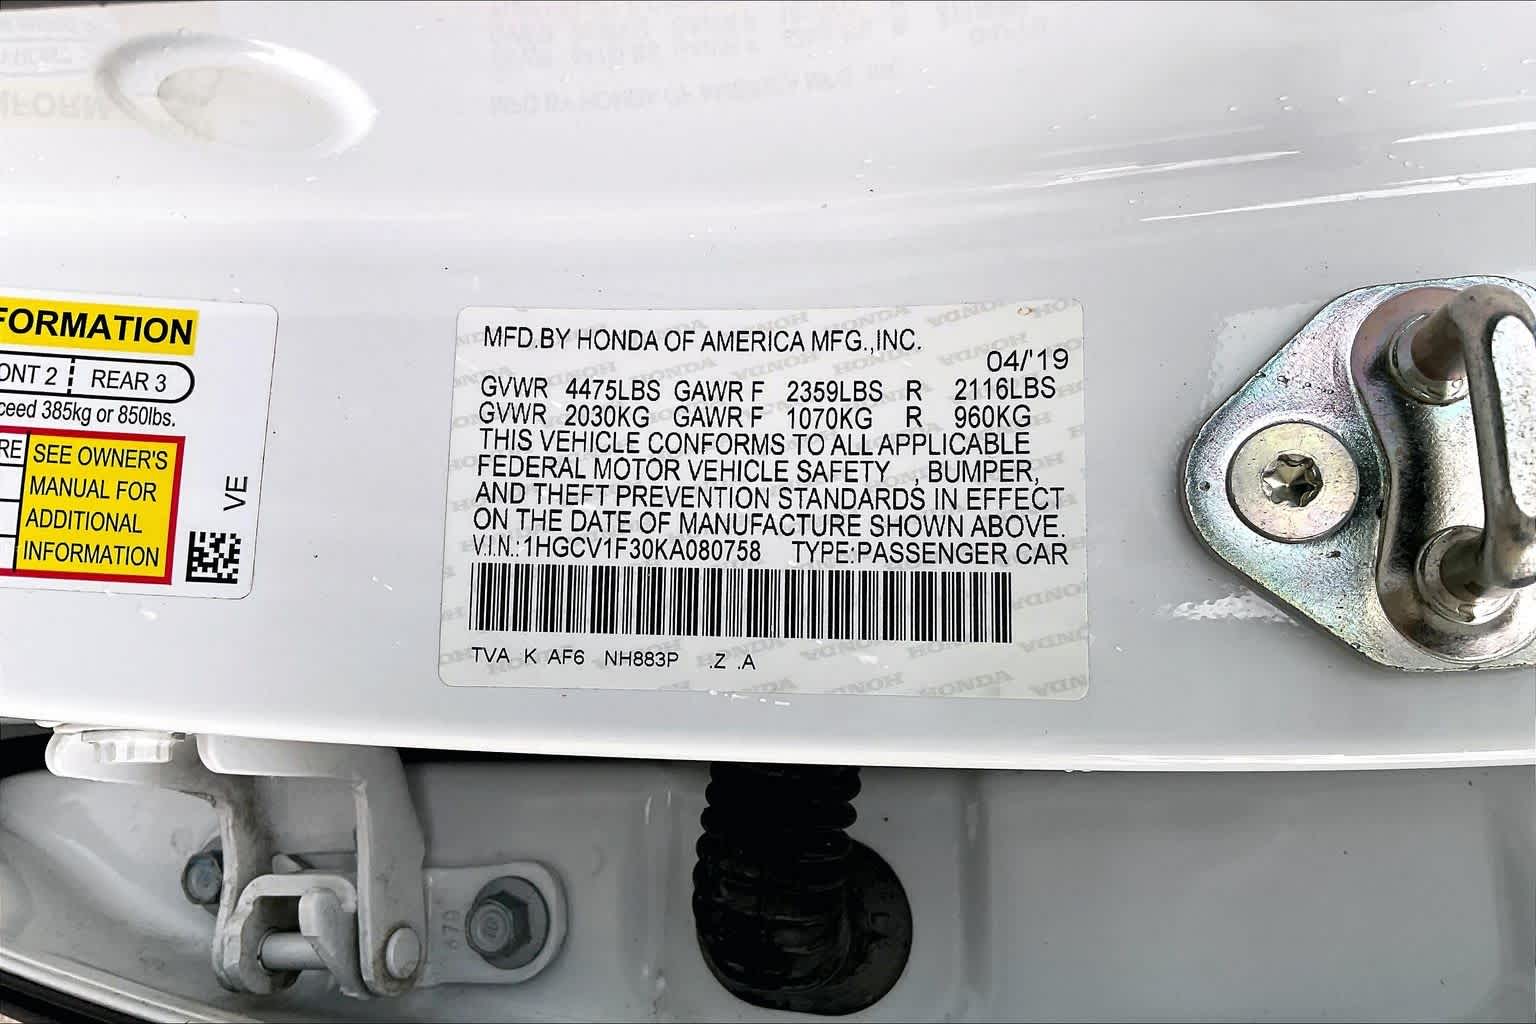 FORMATION
ONT 2 REAR 3
ceed 385kg or 850lbs.
RE
SEE OWNER'S
MANUAL FOR
ADDITIONAL
INFORMATION
VE
MFD.BY HONDA OF AMERICA MFG.,INC.
04/'19
GVWR 4475LBS GAWR F 2359LBS R 2116LBS
GVWR 2030KG GAWR F 1070KG R 960KG
THIS VEHICLE CONFORMS TO ALL APPLICABLE
FEDERAL MOTOR VEHICLE SAFETY , BUMPER,
AND THEFT PREVENTION STANDARDS IN EFFECT
ON THE DATE OF MANUFACTURE SHOWN ABOVE.
V.I.N.:1HGCV1F30KA080758 TYPE:PASSENGER CAR
TVA K AF6 NH883P .Z .A